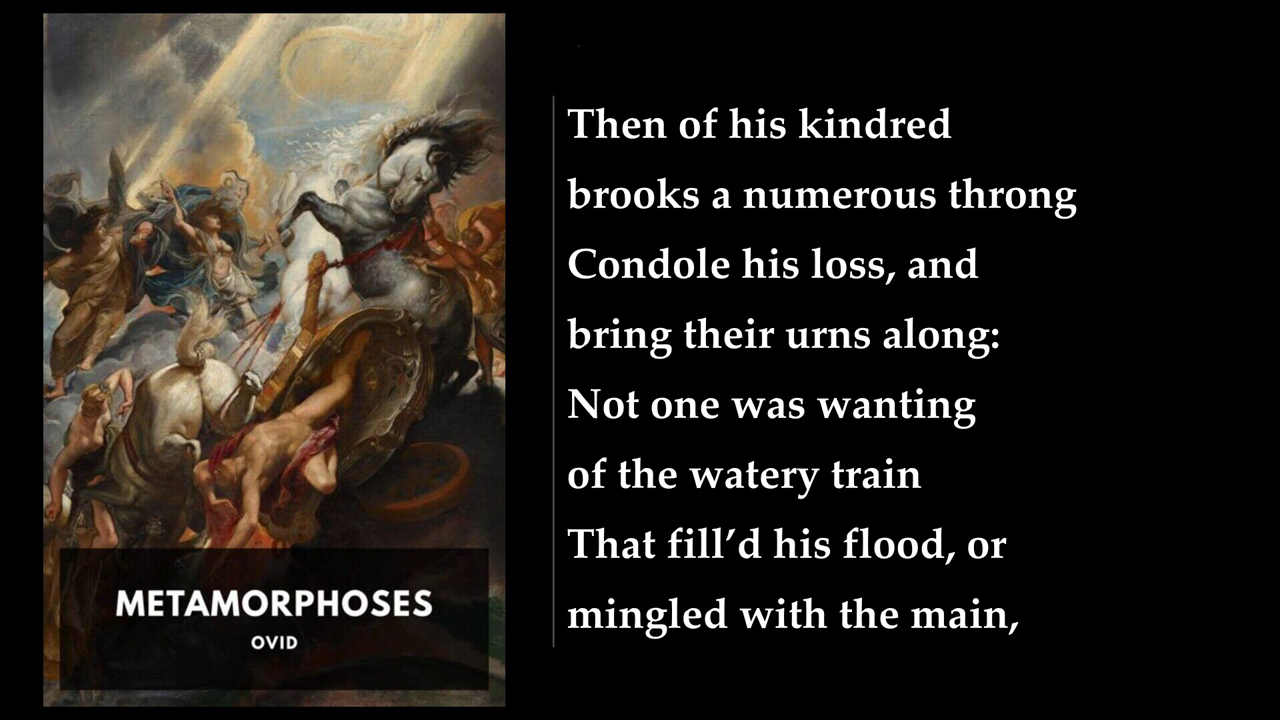 METAMORPHOSES
OVID
Then of his kindred
brooks a numerous throng
Condole his loss, and
bring their urns along:
Not one was wanting
of the watery train
That fill’d his flood, or
mingled with the main,